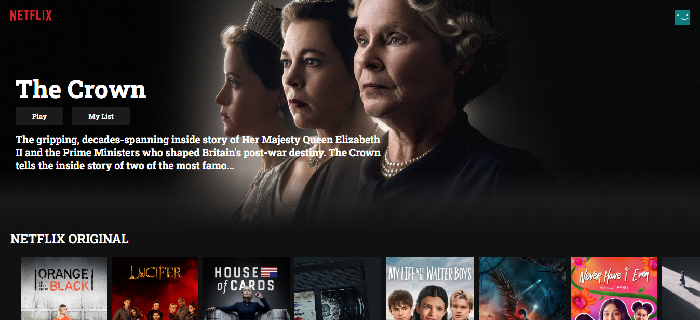 NETFLIX
The Crown
Play
My List
The gripping, decades-spanning inside story of Her Majesty Queen Elizabeth
II and the Prime Ministers who shaped Britain's post-war destiny. The Crown
tells the inside story of two of the most famo...
NETFLIX ORIGINAL
ORANGE
is the new
BLACK
LUCIFER
HOUSE
of CARDS
MY LIFE WITH THE WALTER BOYS
Never Have I Ever